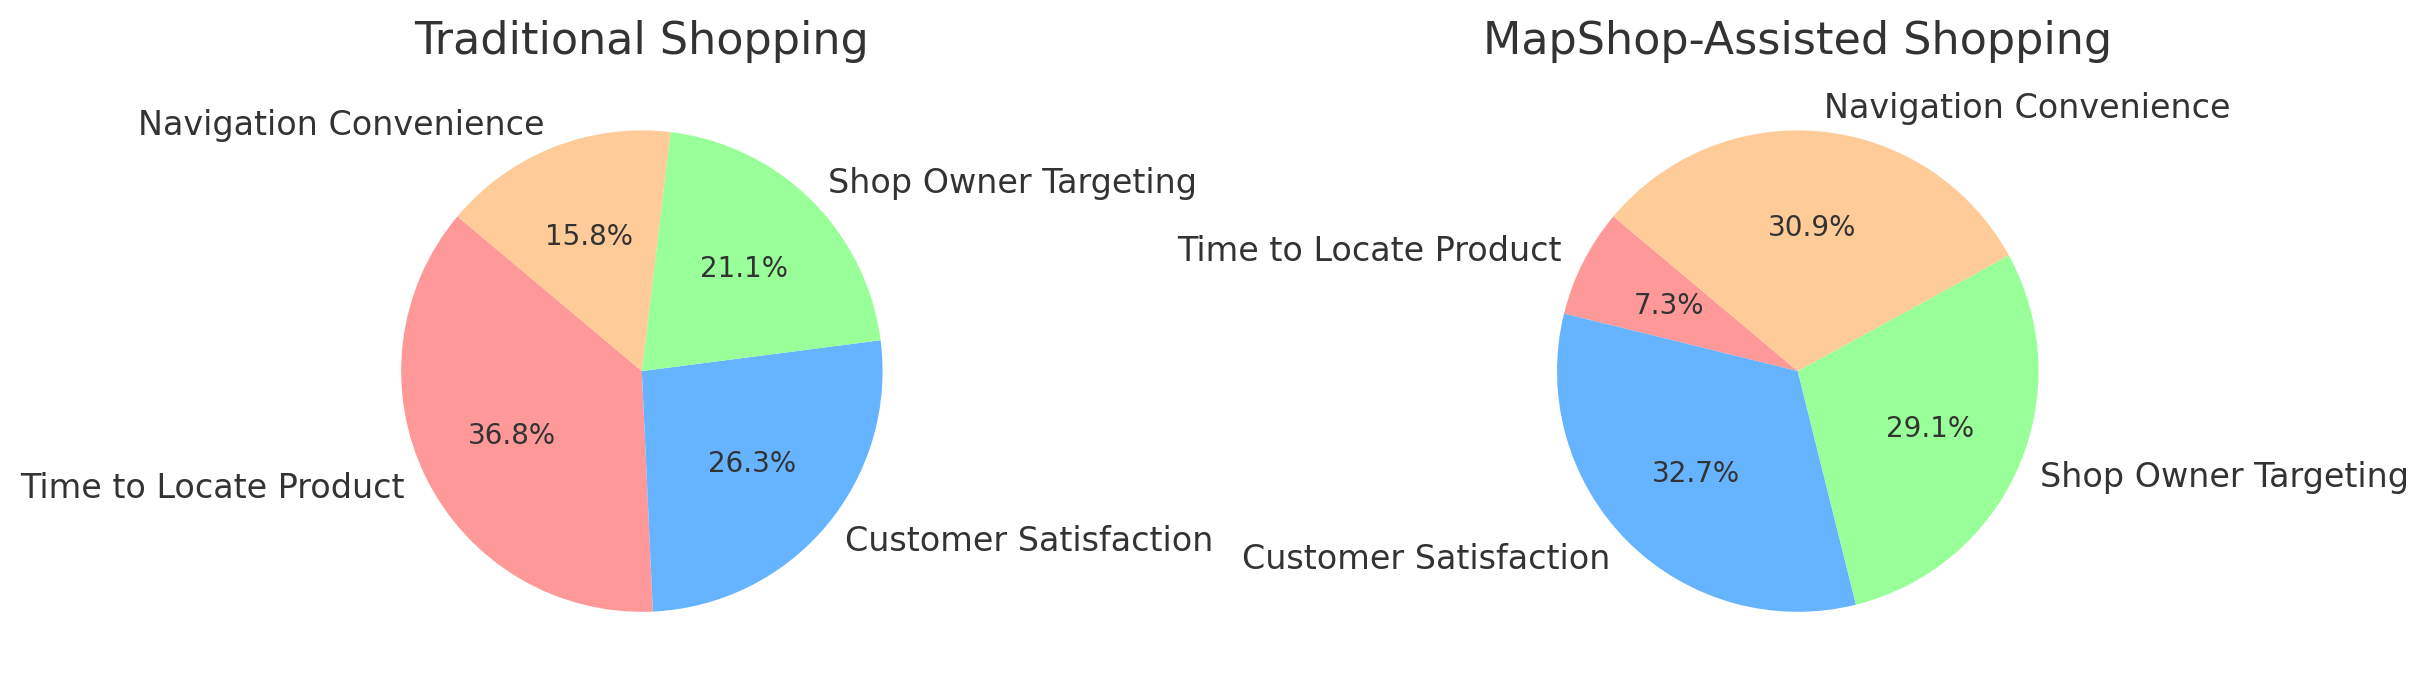 Traditional Shopping
Navigation Convenience
Shop Owner Targeting
15.8%
21.1%
36.8%
26.3%
Time to Locate Product
Customer Satisfaction
MapShop-Assisted Shopping
Navigation Convenience
30.9%
Time to Locate Product
7.3%
29.1%
32.7%
Shop Owner Targeting
Customer Satisfaction